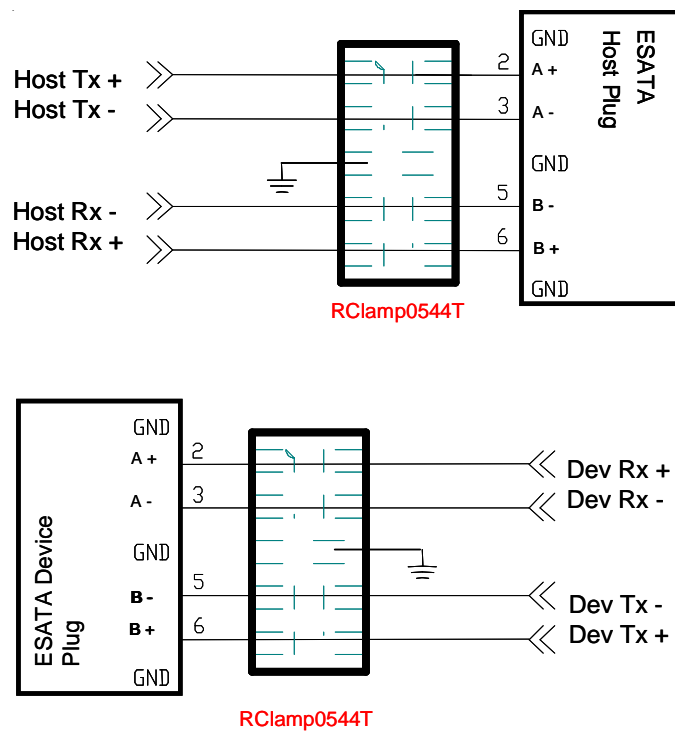 GND
ESATA
Host Plug
Host Tx +
2
A +
Host Tx -
3
A -
GND
Host Rx -
5
B -
Host Rx +
6
B +
GND
RClamp0544T
GND
A +
2
Dev Rx +
A -
3
Dev Rx -
GND
ESATA Device
Plug
B -
5
Dev Tx -
B +
6
Dev Tx +
GND
RClamp0544T